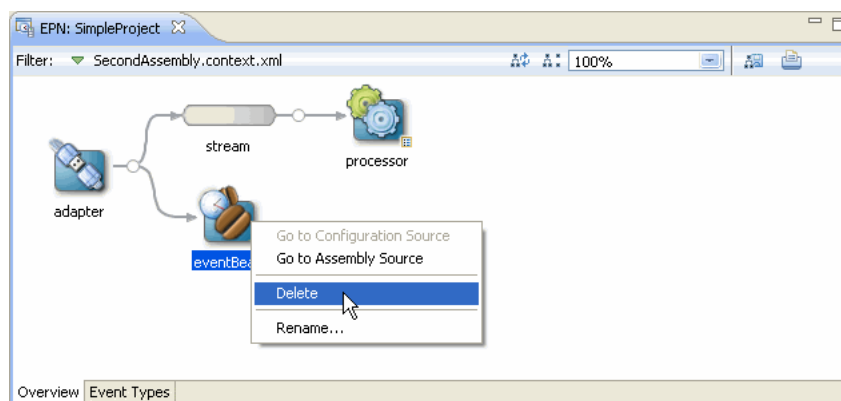 EPN: SimpleProject
Filter: SecondAssembly.context.xml 100%
stream
processor
adapter
eventBea
Go to Configuration Source
Go to Assembly Source
Delete
Rename...
Overview Event Types